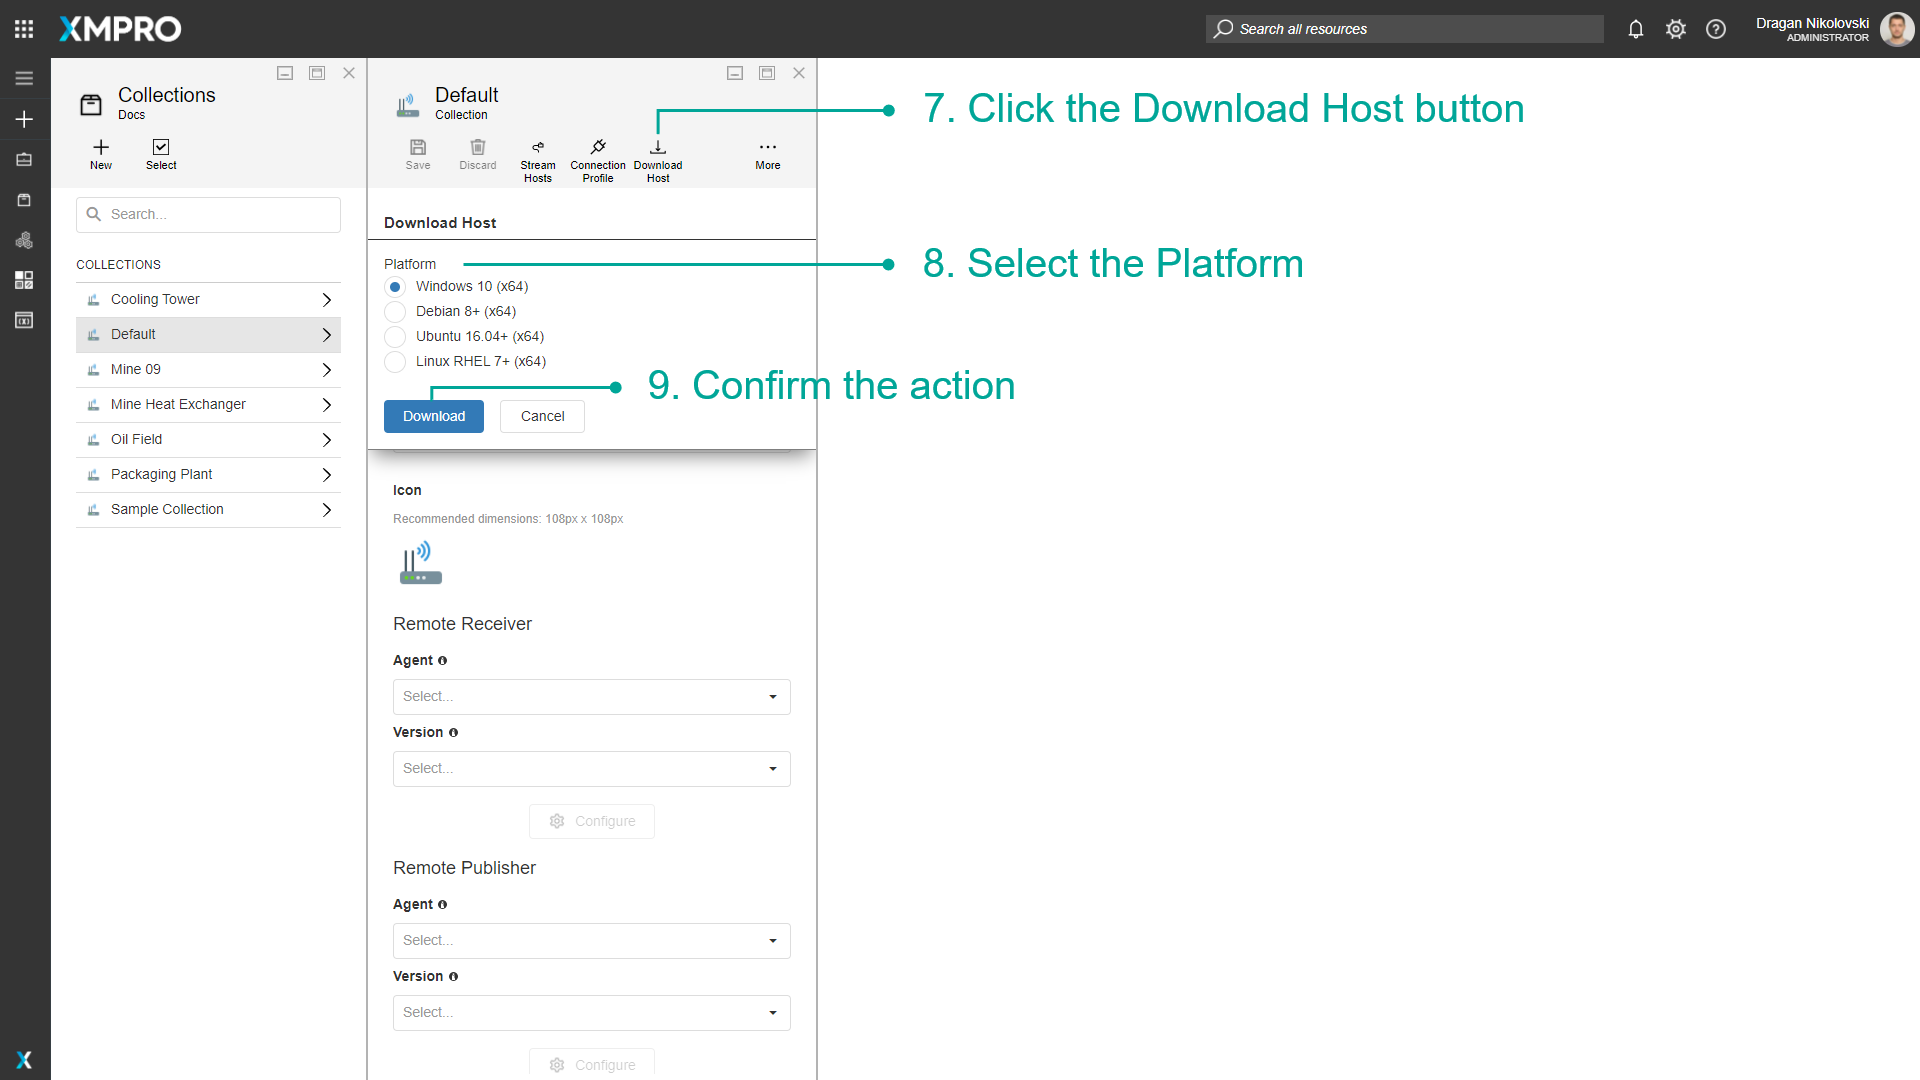 XMPRO
Search all resources
Dragan Nikolovski
ADMINISTRATOR
Collections
Docs
New
Select
Search...
COLLECTIONS
Cooling Tower
Default
Mine 09
Mine Heat Exchanger
Oil Field
Packaging Plant
Sample Collection
Default
Collection
Save
Discard
Stream
Hosts
Connection
Profile
Download
Host
More
7. Click the Download Host button
Download Host
Platform
8. Select the Platform
Windows 10 (x64)
Debian 8+ (x64)
Ubuntu 16.04+ (x64)
Linux RHEL 7+ (x64)
9. Confirm the action
Download
Cancel
Icon
Recommended dimensions: 108px x 108px
Remote Receiver
Agent
Select...
Version
Select...
Configure
Remote Publisher
Agent
Select...
Version
Select...
Configure